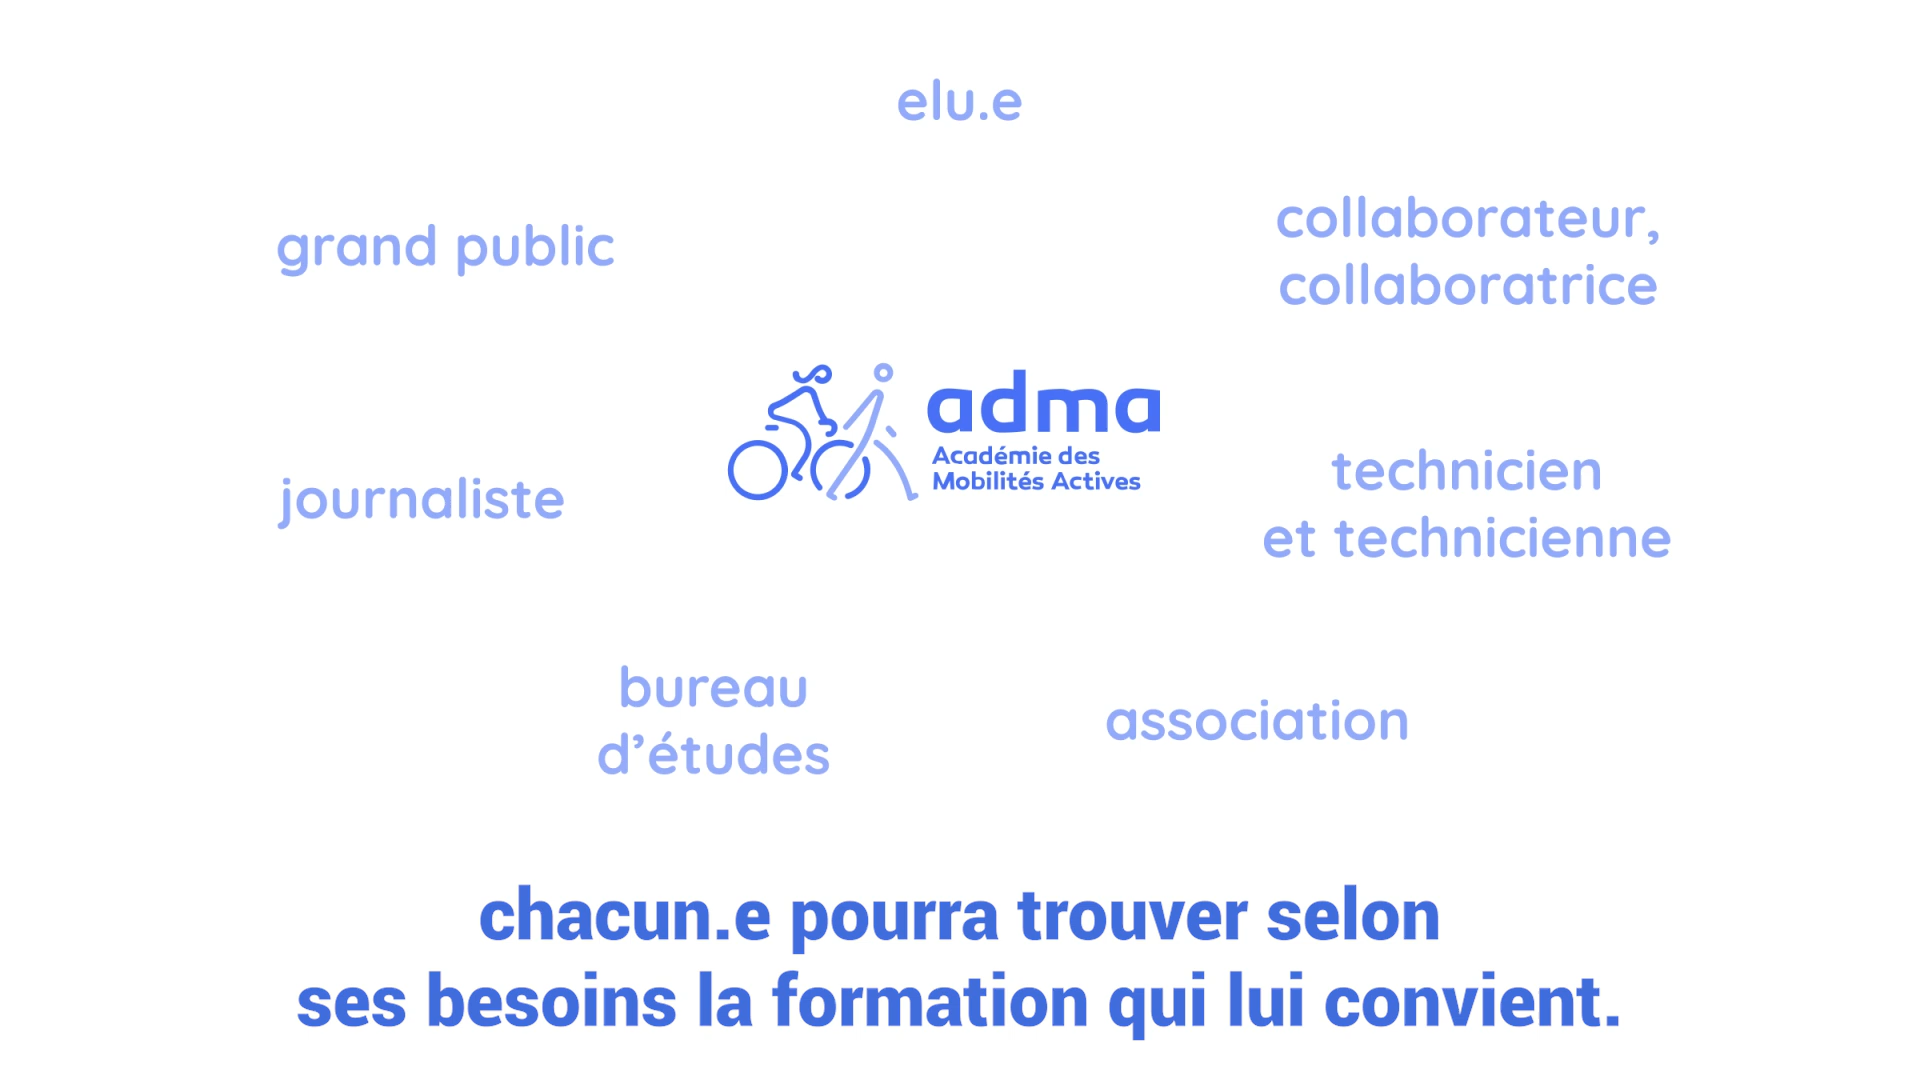 elu.e
grand public
collaborateur,
collaboratrice
adma
Académie des
Mobilités Actives
journaliste
technicien
et technicienne
bureau
d’études
association
chacun.e pourra trouver selon
ses besoins la formation qui lui convient.